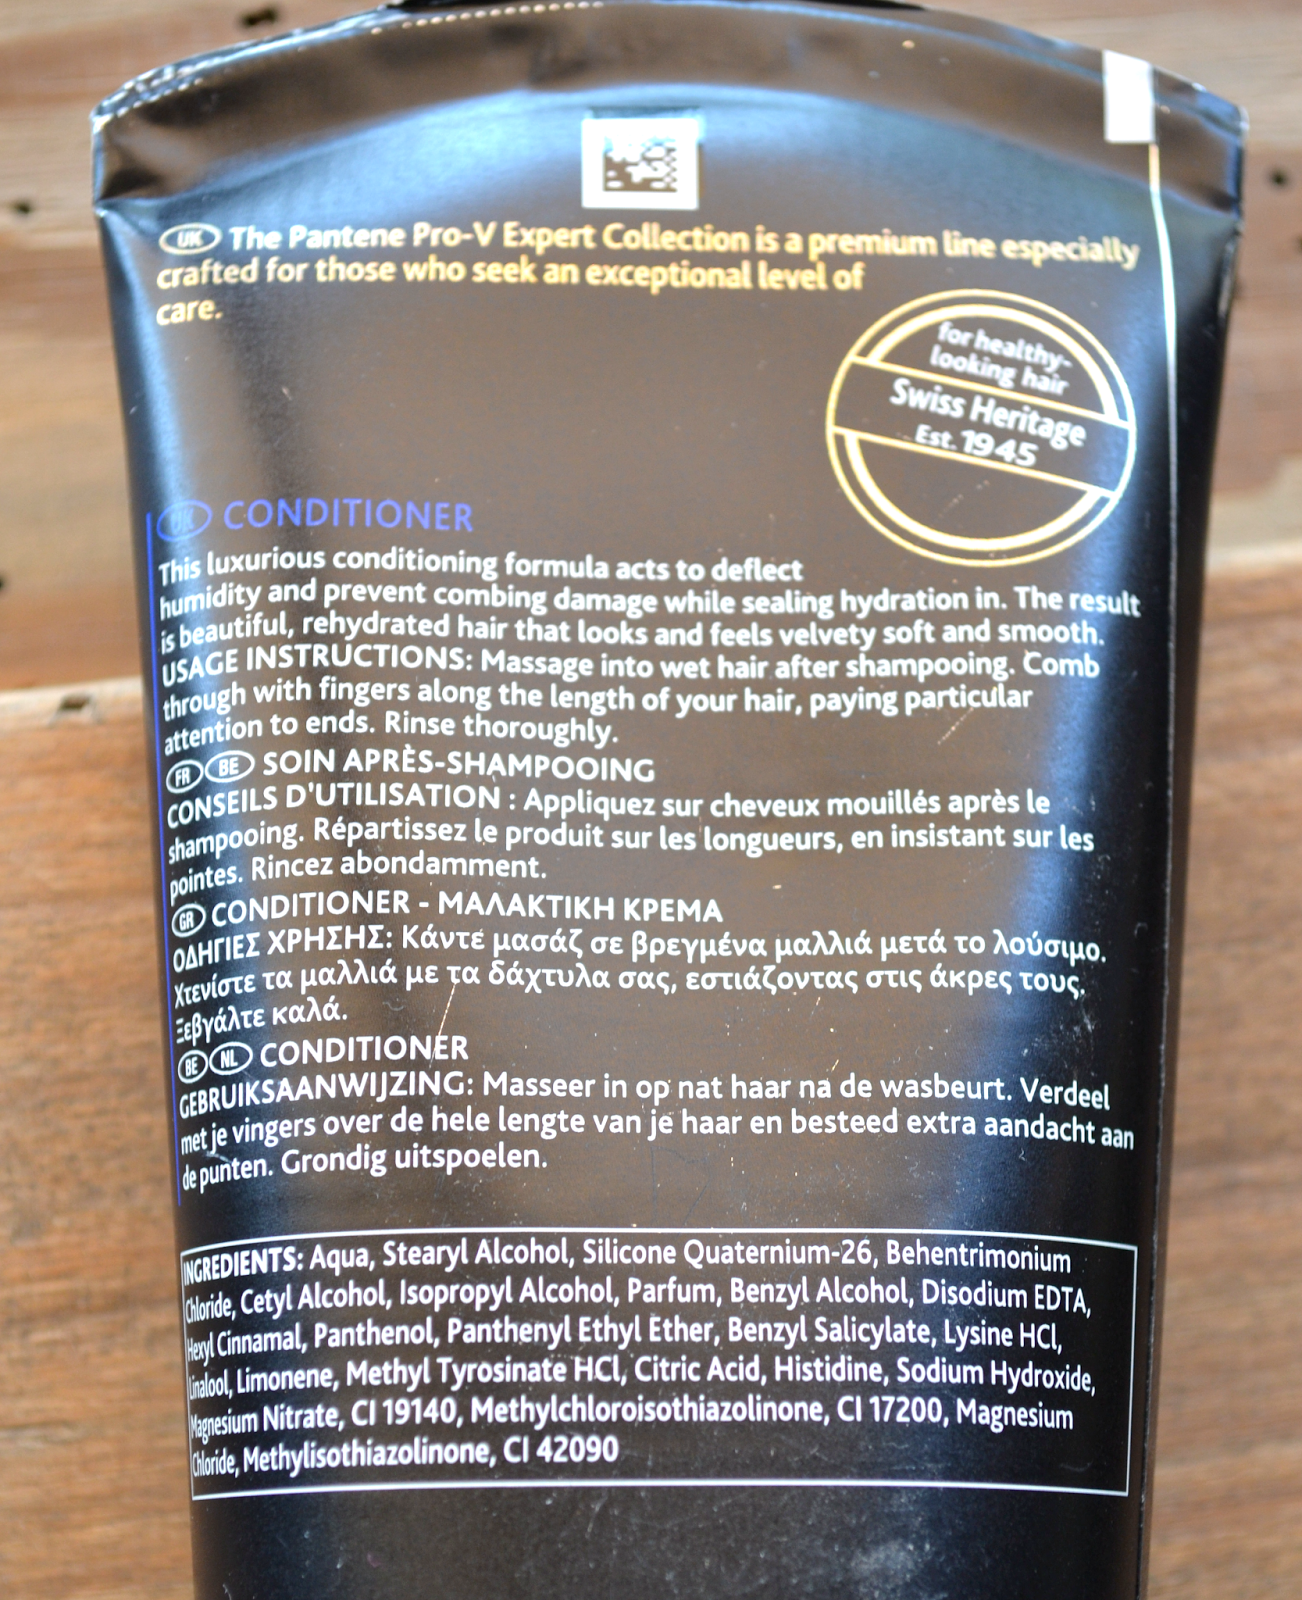 UK The Pantene Pro-V Expert Collection is a premium line especially
crafted for those who seek an exceptional level of
care.
for healthy-
looking hair
Swiss Heritage
Est. 1945
UK CONDITIONER
This luxurious conditioning formula acts to deflect
humidity and prevent combing damage while sealing hydration in. The result
is beautiful, rehydrated hair that looks and feels velvety soft and smooth.
USAGE INSTRUCTIONS: Massage into wet hair after shampooing. Comb
through with fingers along the length of your hair, paying particular
attention to ends. Rinse thoroughly.
FR BE SOIN APRÈS-SHAMPOOING
CONSEILS D'UTILISATION : Appliquez sur cheveux mouillés après le
shampooing. Répartissez le produit sur les longueurs, en insistant sur les
pointes. Rincez abondamment.
GR CONDITIONER - ΜΑΛΑΚΤΙΚΗ ΚΡΕΜΑ
ΟΔΗΓΙΕΣ ΧΡΗΣΗΣ: Κάντε μασάζ σε βρεγμένα μαλλιά μετά το λούσιμο.
Χτενίστε τα μαλλιά με τα δάχτυλα σας, εστιάζοντας στις άκρες τους.
Ξεβγάλτε καλά.
BE NL CONDITIONER
GEBRUIKSAANWIJZING: Masseer in op nat haar na de wasbeurt. Verdeel
met je vingers over de hele lengte van je haar en besteed extra aandacht aan
de punten. Grondig uitspoelen.
INGREDIENTS: Aqua, Stearyl Alcohol, Silicone Quaternium-26, Behentrimonium
Chloride, Cetyl Alcohol, Isopropyl Alcohol, Parfum, Benzyl Alcohol, Disodium EDTA,
Hexyl Cinnamal, Panthenol, Panthenyl Ethyl Ether, Benzyl Salicylate, Lysine HCl,
Linalool, Limonene, Methyl Tyrosinate HCl, Citric Acid, Histidine, Sodium Hydroxide,
Magnesium Nitrate, CI 19140, Methylchloroisothiazolinone, CI 17200, Magnesium
Chloride, Methylisothiazolinone, CI 42090